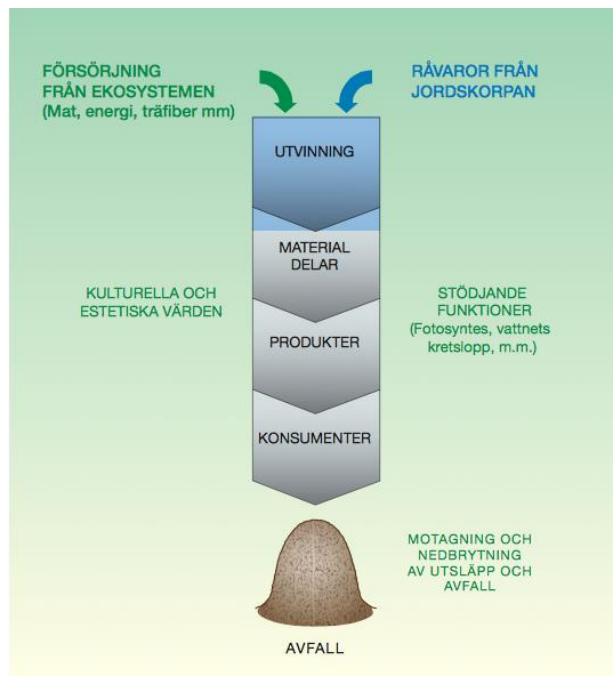 FÖRSÖRJNING
FRÅN EKOSYSTEMEN
(Mat, energi, träfiber mm)
RÅVAROR FRÅN
JORDSKORPAN
UTVINNING
MATERIAL
DELAR
KULTURELLA OCH
ESTETISKA VÄRDEN
STÖDJANDE
FUNKTIONER
(Fotosyntes, vattnets
kretslopp, m.m.)
PRODUKTER
KONSUMENTER
MOTAGNING OCH
NEDBRYTNING
AV UTSLÄPP OCH
AVFALL
AVFALL